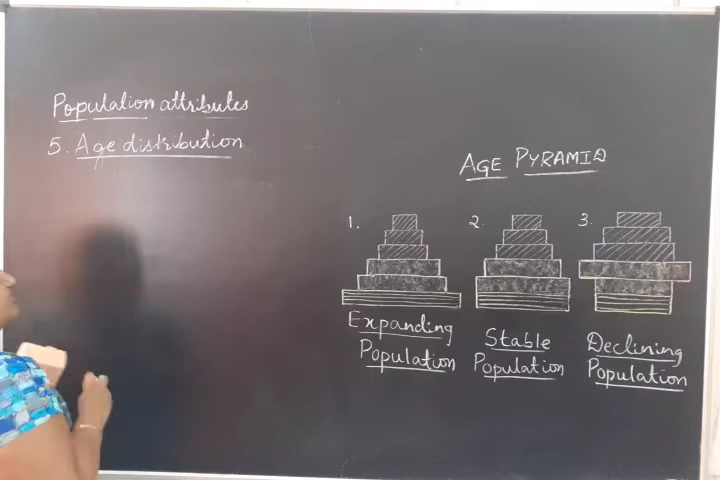 Population attributes
5. Age distribution
AGE PYRAMID
1. 2. 3.
Expanding Population
Stable Population
Declining Population